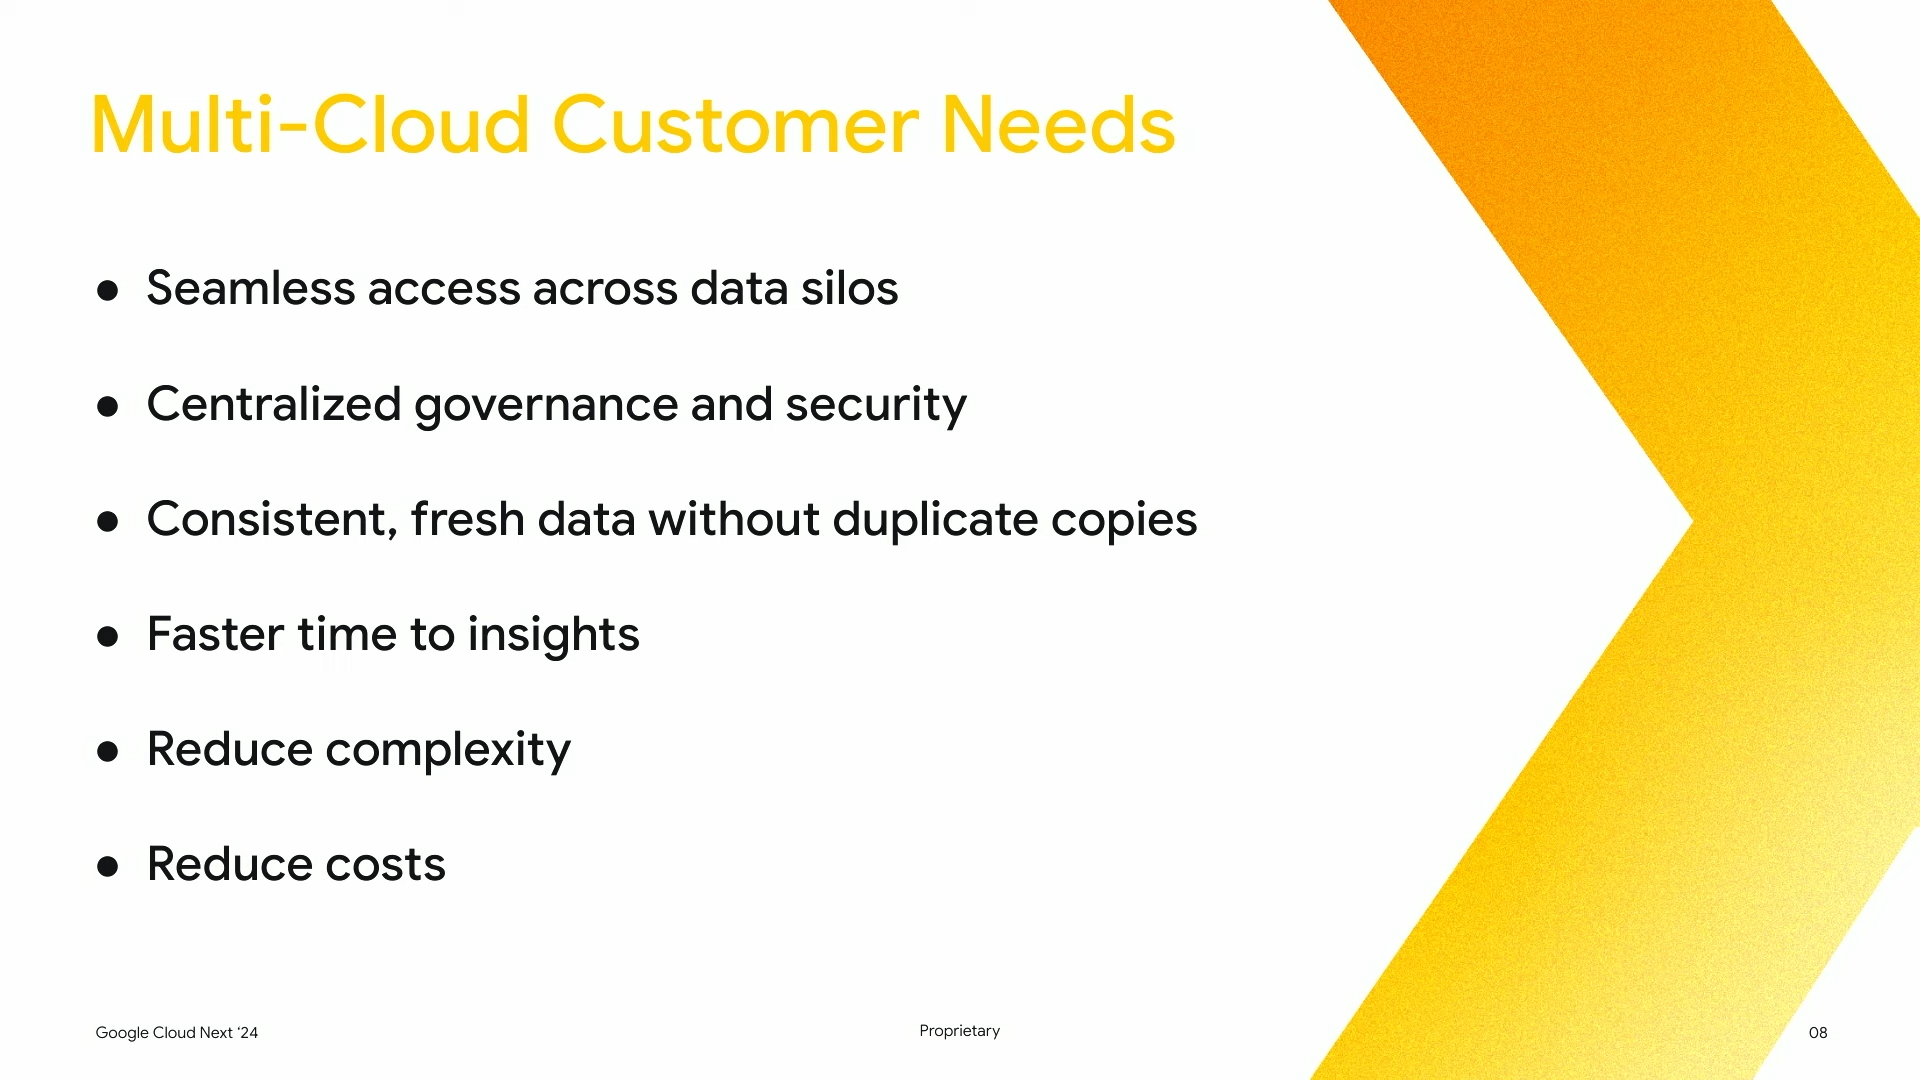 Multi-Cloud Customer Needs
● Seamless access across data silos
● Centralized governance and security
● Consistent, fresh data without duplicate copies
● Faster time to insights
● Reduce complexity
● Reduce costs
Google Cloud Next ‘24
Proprietary
08